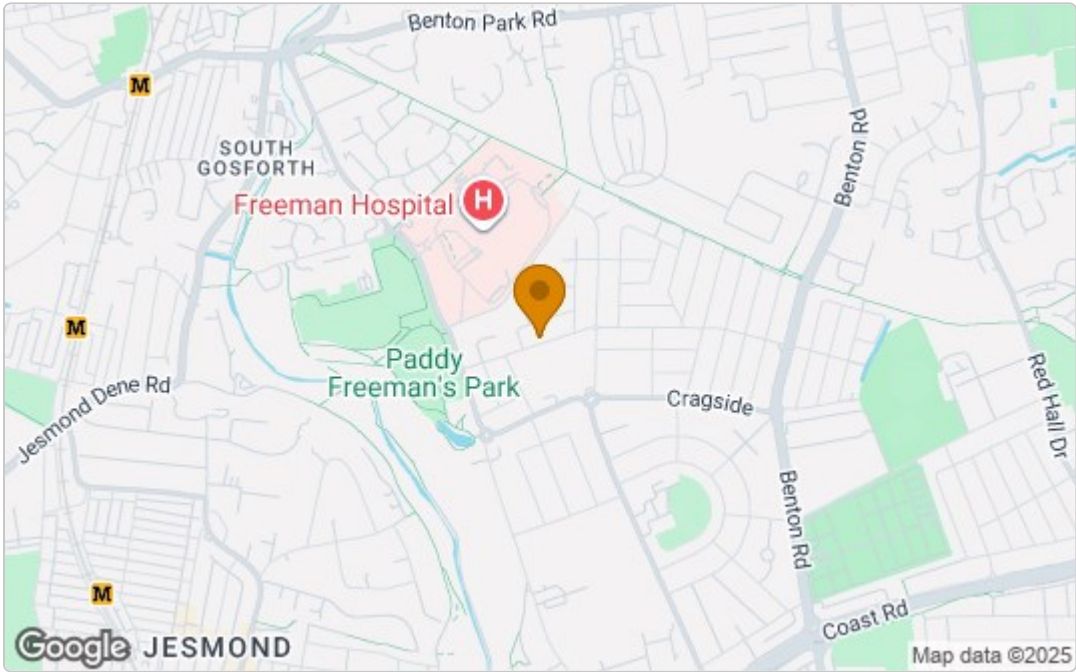 Benton Park Rd
M
SOUTH
GOSFORTH
Benton Rd
Freeman Hospital
H
M
Paddy
Freeman's Park
Jesmond Dene Rd
Cragside
Red Hall Dr
Benton Rd
M
Coast Rd
Google
JESMOND
Map data ©2025